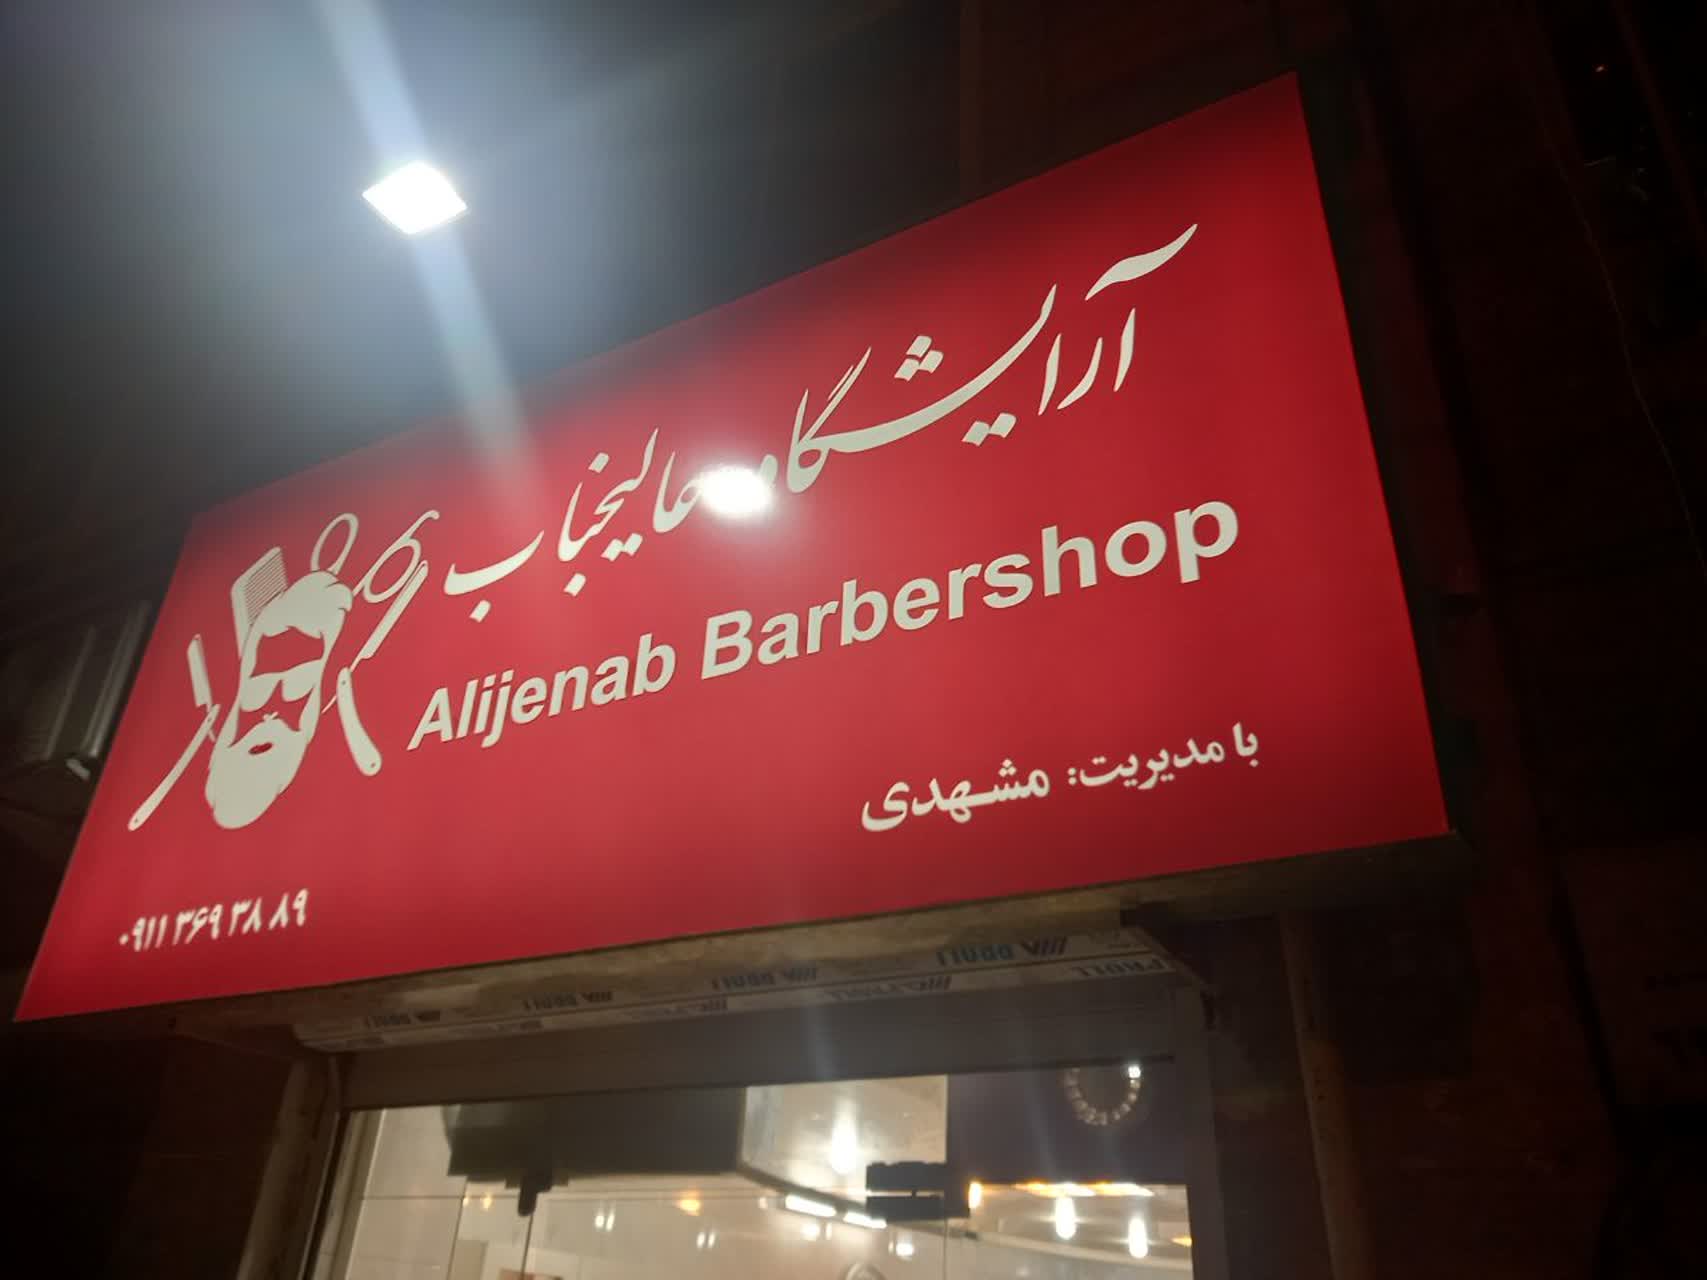 آرایشگاه عالیجناب
Alijenab Barbershop
با مدیریت: مشهدی
۰۹۱۱ ۳۶۹ ۳۸ ۸۹